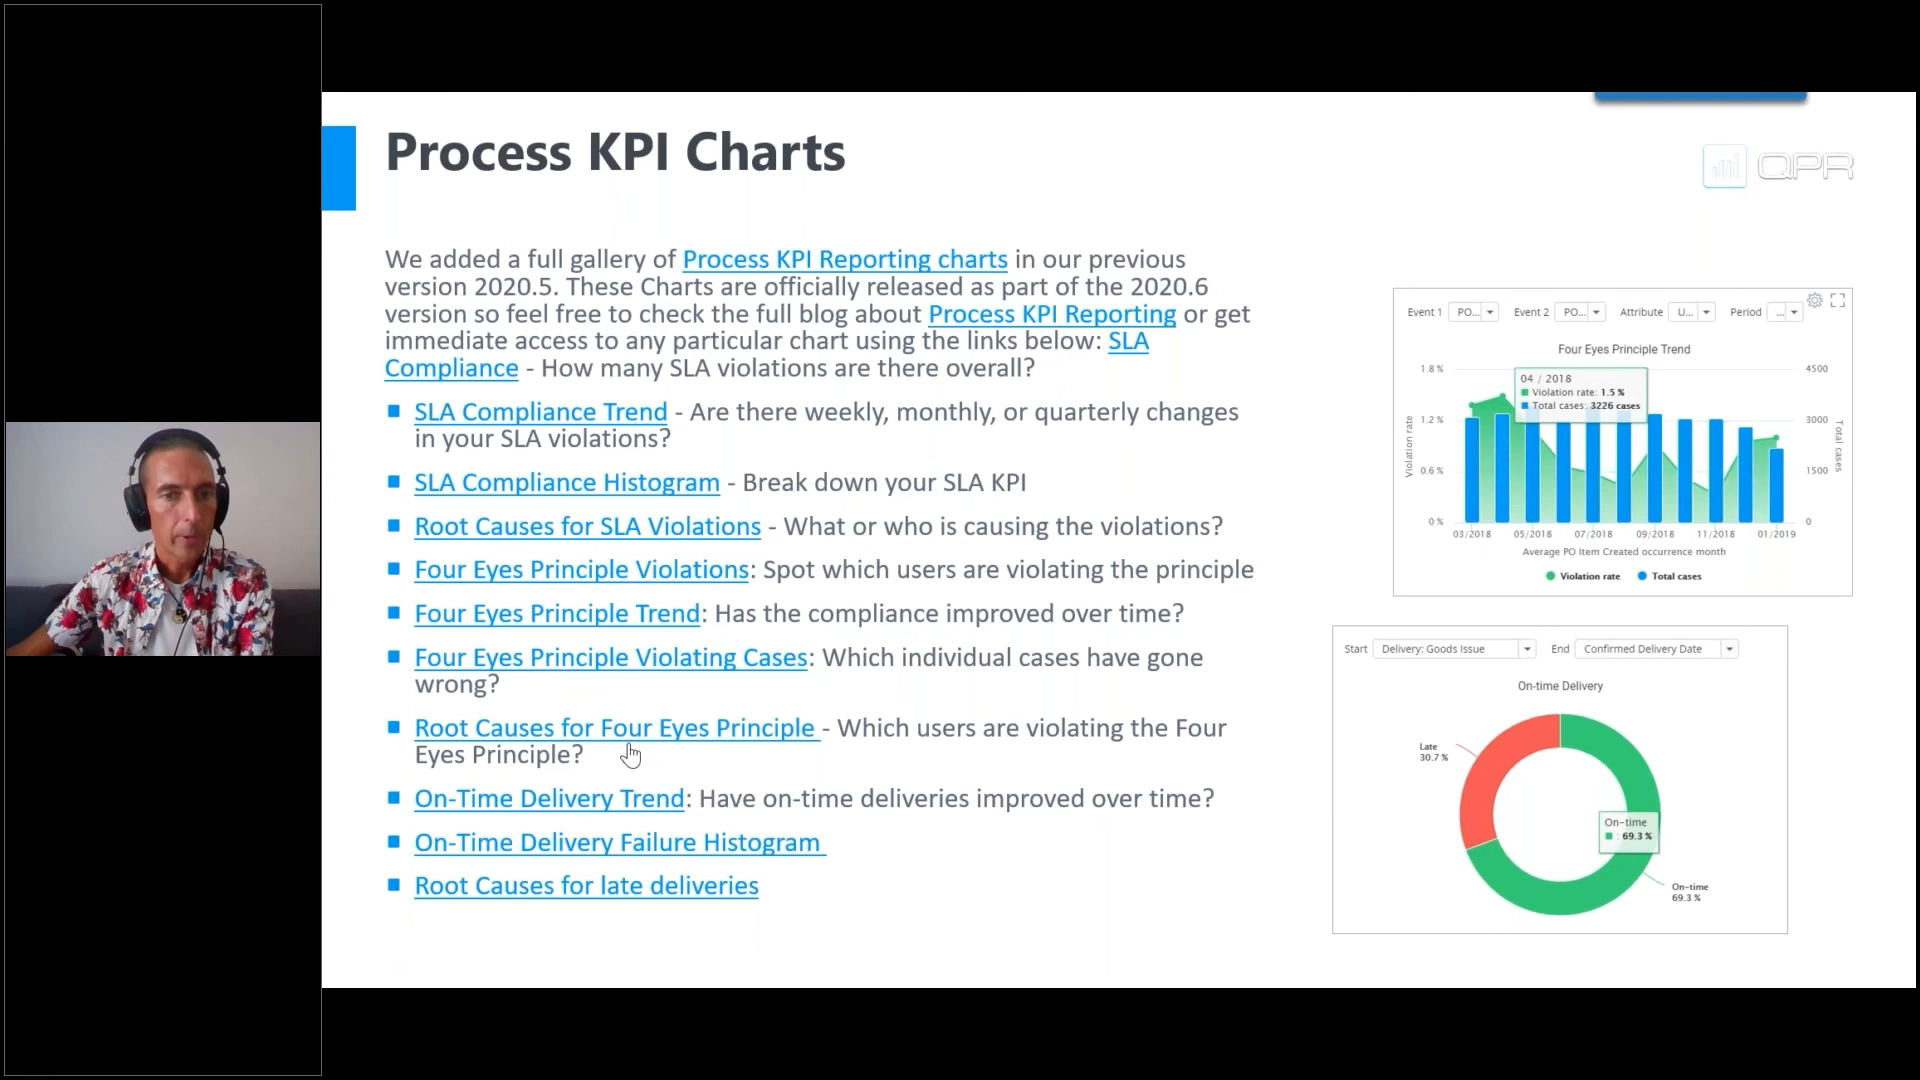 Process KPI Charts
QPR
We added a full gallery of Process KPI Reporting charts in our previous
version 2020.5. These Charts are officially released as part of the 2020.6
version so feel free to check the full blog about Process KPI Reporting or get
immediate access to any particular chart using the links below: SLA
Compliance - How many SLA violations are there overall?
SLA Compliance Trend - Are there weekly, monthly, or quarterly changes
in your SLA violations?
SLA Compliance Histogram - Break down your SLA KPI
Root Causes for SLA Violations - What or who is causing the violations?
Four Eyes Principle Violations: Spot which users are violating the principle
Four Eyes Principle Trend: Has the compliance improved over time?
Four Eyes Principle Violating Cases: Which individual cases have gone
wrong?
Root Causes for Four Eyes Principle - Which users are violating the Four
Eyes Principle?
On-Time Delivery Trend: Have on-time deliveries improved over time?
On-Time Delivery Failure Histogram
Root Causes for late deliveries
Event 1 PO... Event 2 PO... Attribute U... Period ...
Four Eyes Principle Trend
1.8 % 4500
04 / 2018
Violation rate: 1.5 %
Total cases: 3226 cases
1.2 % 3000
Violation rate
Total cases
0.6 % 1500
0 % 0
03/2018 05/2018 07/2018 09/2018 11/2018 01/2019
Average PO Item Created occurrence month
Violation rate Total cases
Start Delivery: Goods Issue End Confirmed Delivery Date
On-time Delivery
Late
30.7 %
On-time
: 69.3 %
On-time
69.3 %